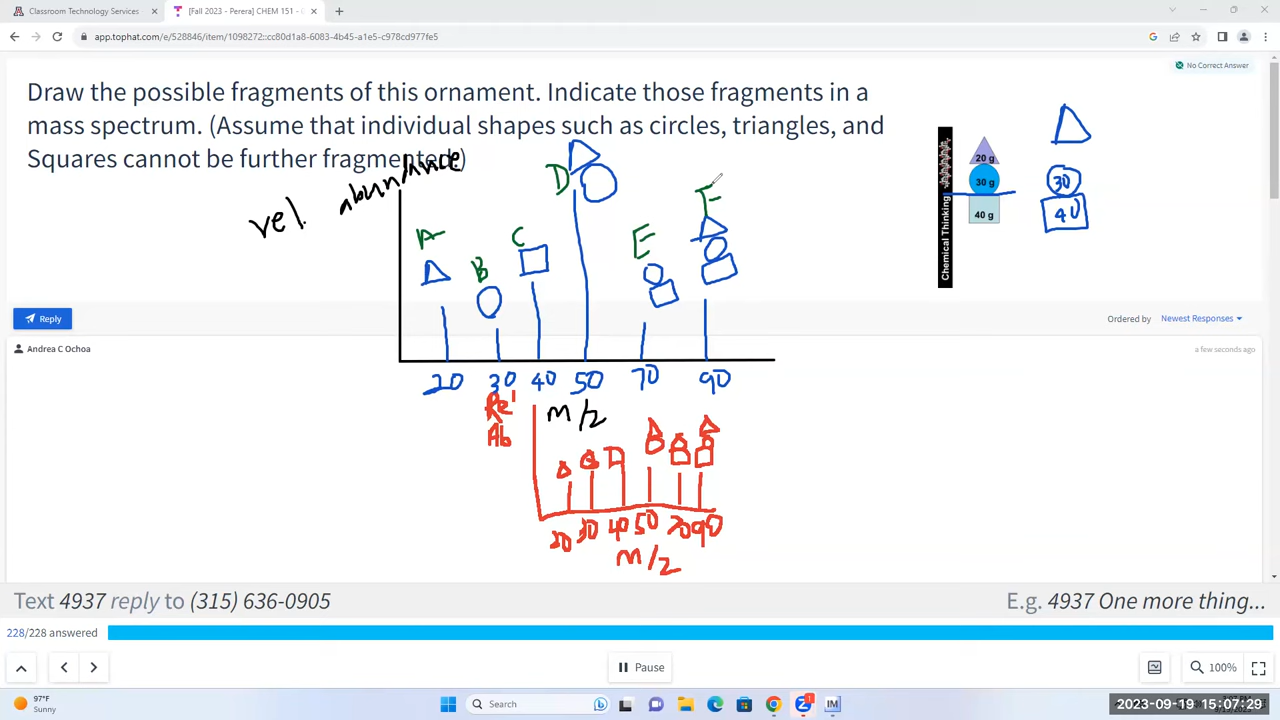 Classroom Technology Services
[Fall 2023 - Perera] CHEM 151 - E
app.tophat.com/e/528846/item/1098272::cc80d1a8-6083-4b45-a1e5-c978cd977fe5
No Correct Answer
Draw the possible fragments of this ornament. Indicate those fragments in a
mass spectrum. (Assume that individual shapes such as circles, triangles, and
Squares cannot be further fragmented.)
rel. abundance
A
B
C
D
E
F
20 30 40 50 70 90
m/z
Rel
Ab
20 30 40 50 70 90
m/z
Chemical Thinking
20 g
30 g
40 g
30
40
Reply
Ordered by Newest Responses
Andrea C Ochoa
a few seconds ago
Text 4937 reply to (315) 636-0905
E.g. 4937 One more thing...
228/228 answered
Pause
100%
97°F
Sunny
Search
1
IM
2023-09-19 15:07:29